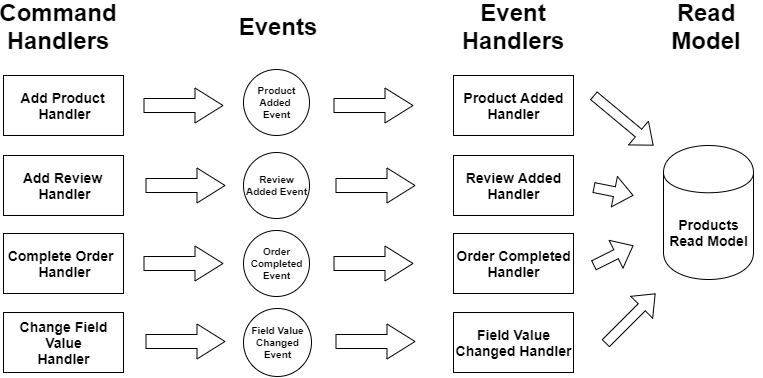 Command
Handlers
Events
Event
Handlers
Read
Model
Add Product
Handler
Product
Added
Event
Product Added
Handler
Add Review
Handler
Review
Added Event
Review Added
Handler
Complete Order
Handler
Order
Completed
Event
Order Completed
Handler
Change Field
Value
Handler
Field Value
Changed
Event
Field Value
Changed Handler
Products
Read Model